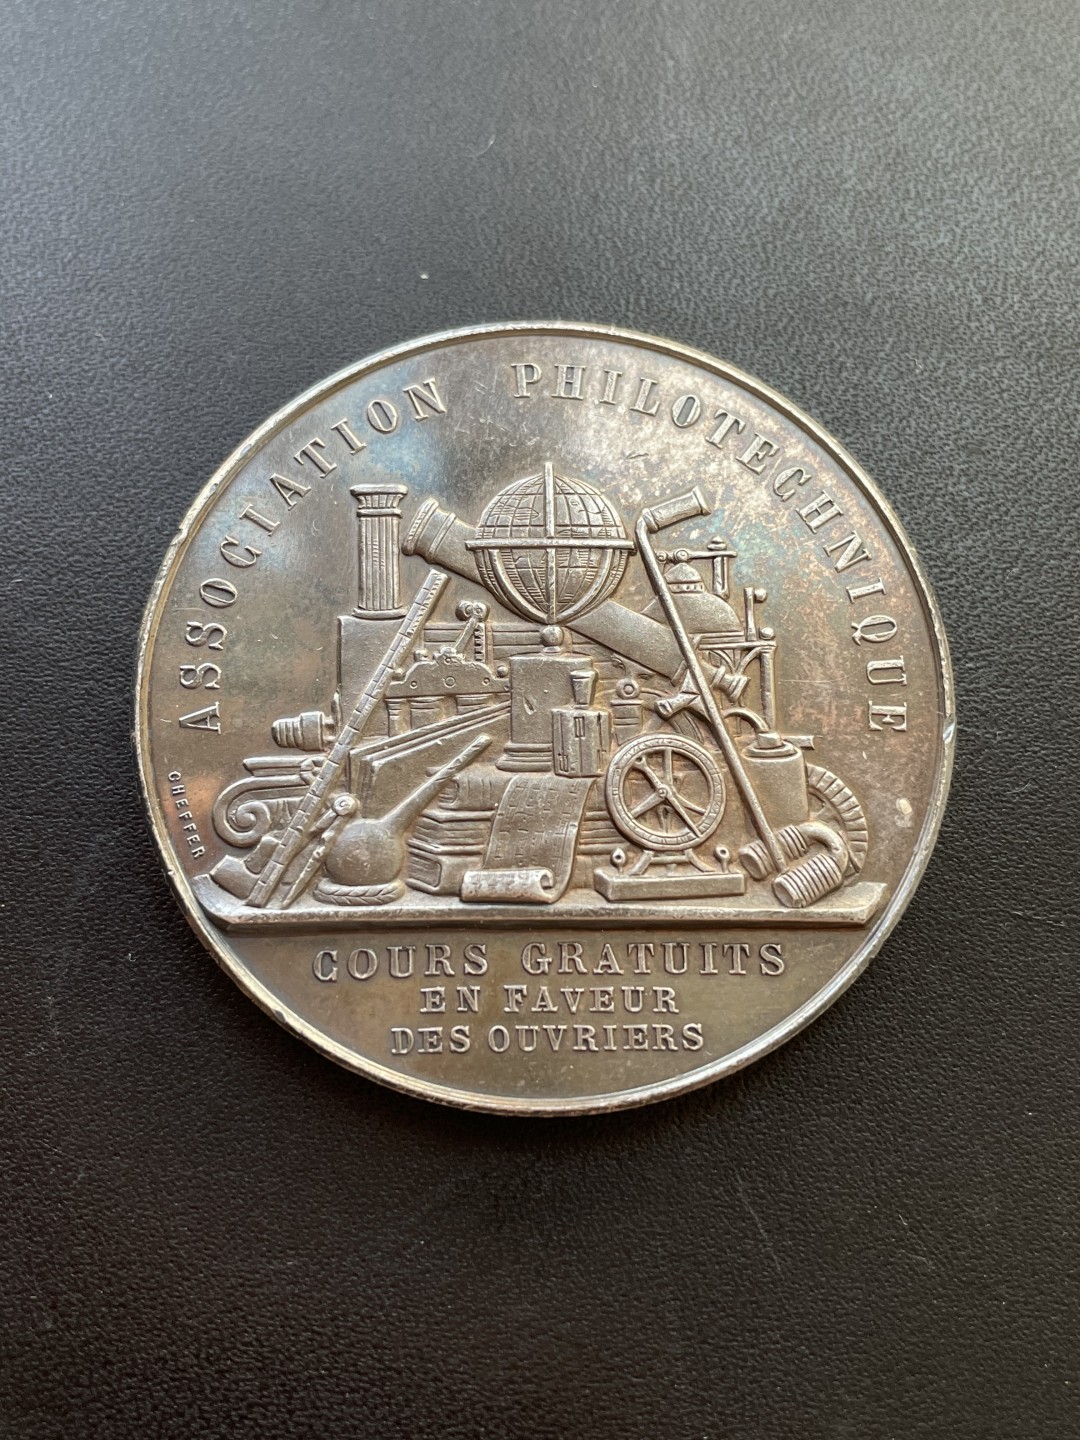 ASSOCIATION PHILOTECHNIQUE
CHEFFER
COURS GRATUITS
EN FAVEUR
DES OUVRIERS